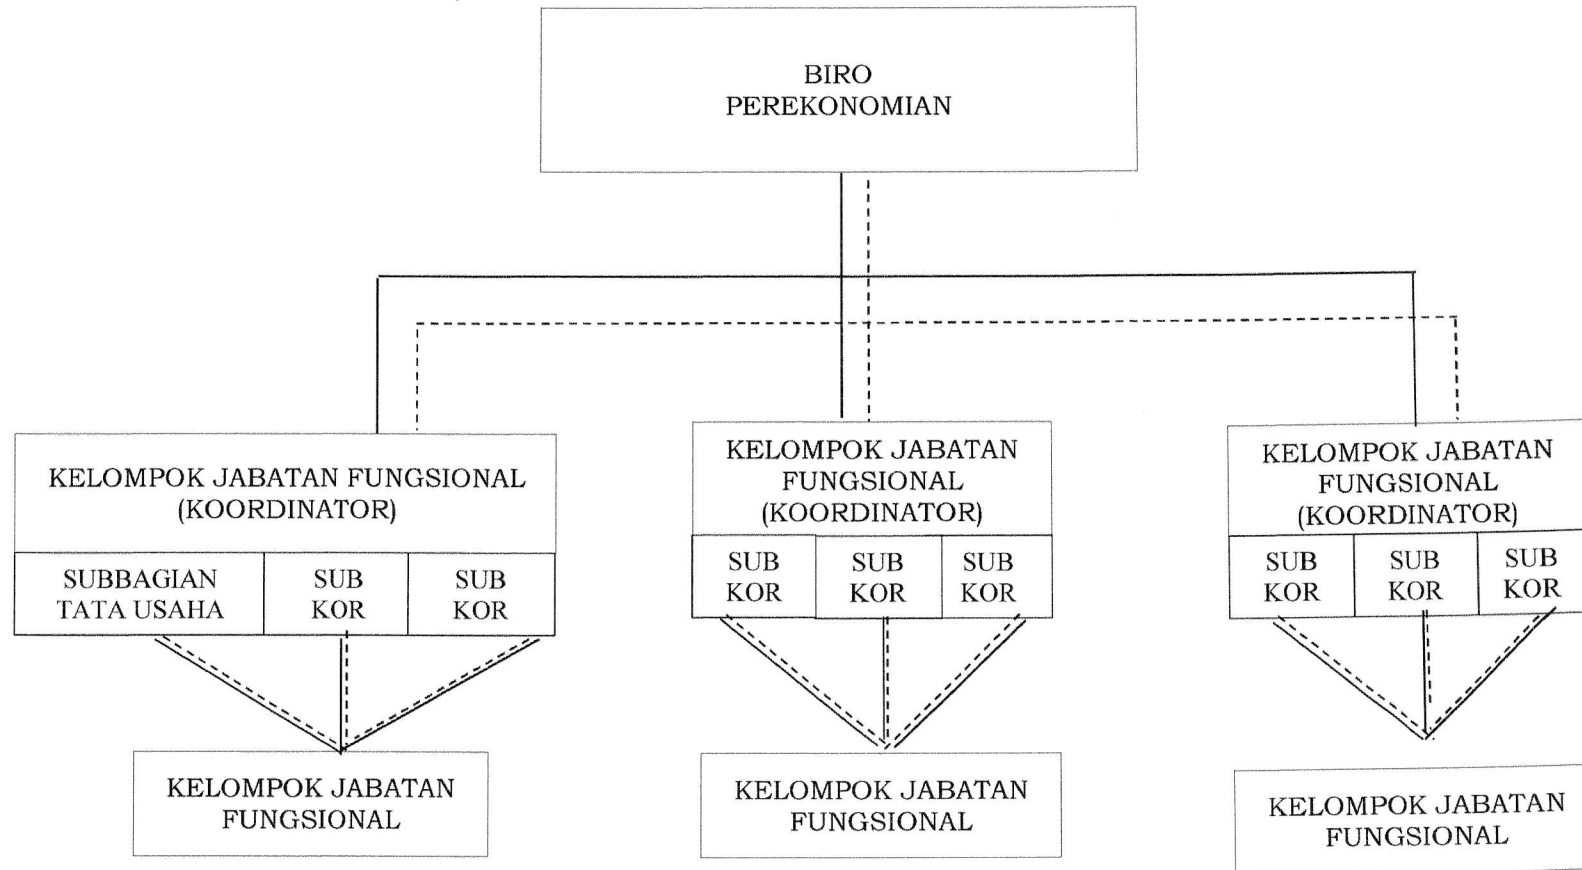 BIRO
PEREKONOMIAN
KELOMPOK JABATAN FUNGSIONAL
(KOORDINATOR)
SUBBAGIAN
TATA USAHA
SUB
KOR
SUB
KOR
KELOMPOK JABATAN
FUNGSIONAL
(KOORDINATOR)
SUB
KOR
SUB
KOR
SUB
KOR
KELOMPOK JABATAN
FUNGSIONAL
(KOORDINATOR)
SUB
KOR
SUB
KOR
SUB
KOR
KELOMPOK JABATAN
FUNGSIONAL
KELOMPOK JABATAN
FUNGSIONAL
KELOMPOK JABATAN
FUNGSIONAL